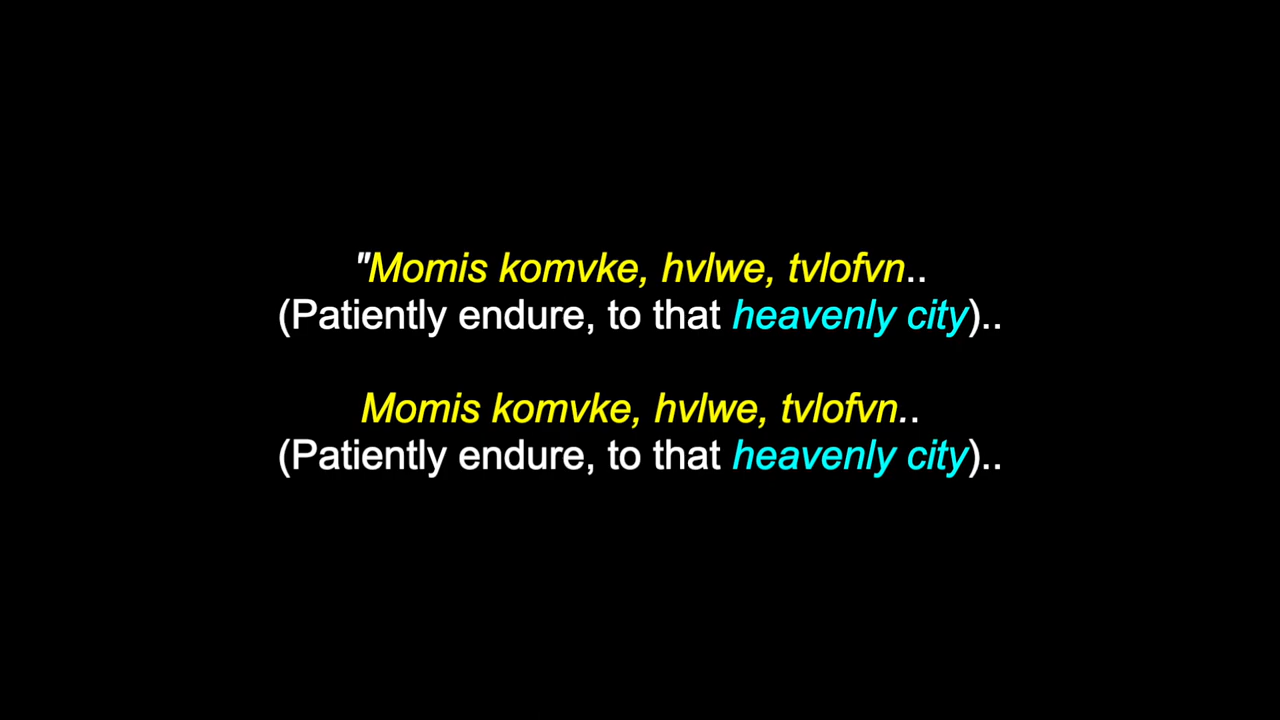 "Momis komvke, hvlwe, tvlofvn..
(Patiently endure, to that heavenly city)..
Momis komvke, hvlwe, tvlofvn..
(Patiently endure, to that heavenly city)..